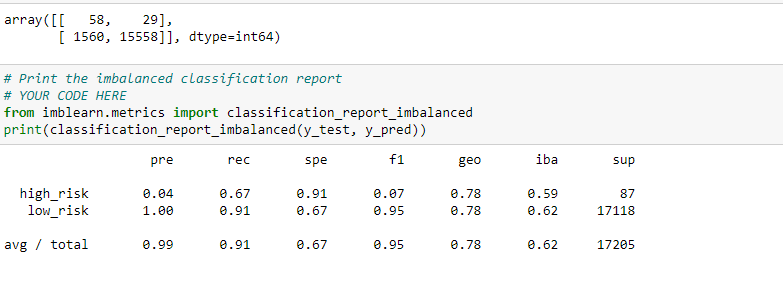 array([[   58,    29],
       [ 1560, 15558]], dtype=int64)
# Print the imbalanced classification report
# YOUR CODE HERE
from imblearn.metrics import classification_report_imbalanced
print(classification_report_imbalanced(y_test, y_pred))
                   pre       rec       spe        f1       geo       iba       sup
  high_risk       0.04      0.67      0.91      0.07      0.78      0.59        87
   low_risk       1.00      0.91      0.67      0.95      0.78      0.62     17118
avg / total       0.99      0.91      0.67      0.95      0.78      0.62     17205